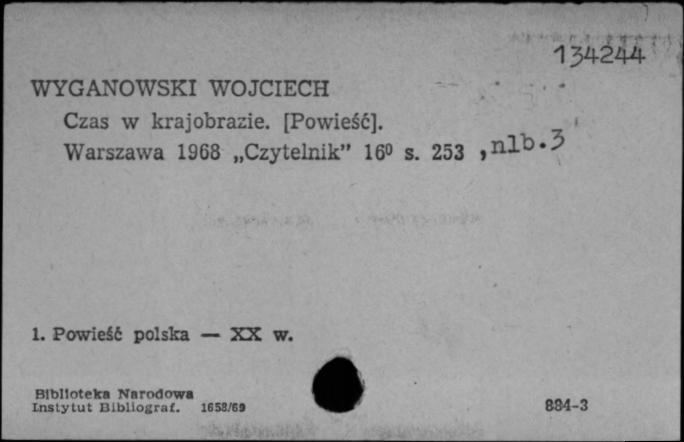 134244
WYGANOWSKI WOJCIECH
Czas w krajobrazie. [Powieść].
Warszawa 1968 „Czytelnik” 16⁰ s. 253 , nlb. 3
1. Powieść polska — XX w.
Biblioteka Narodowa
Instytut Bibliograf. 1658/69
884-3